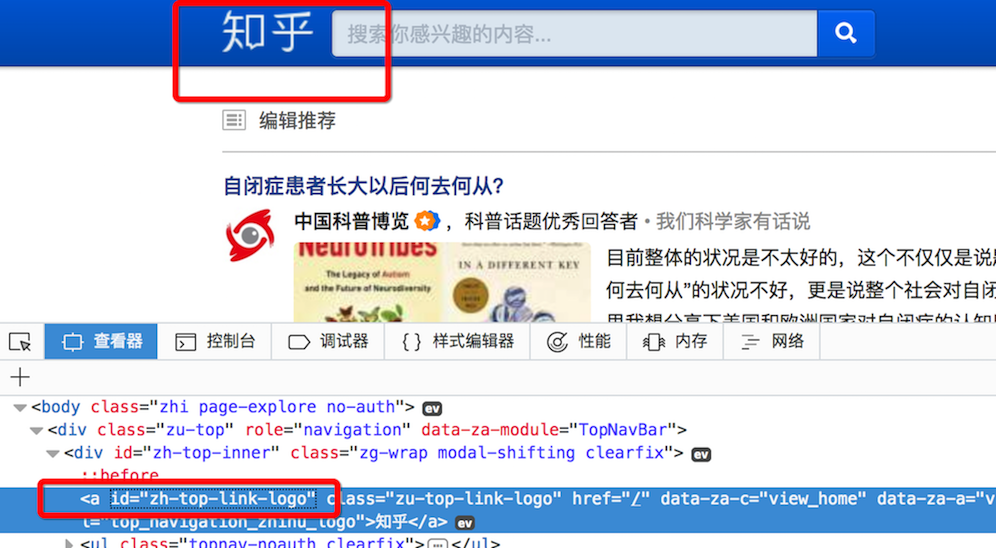 知乎
搜索你感兴趣的内容...
编辑推荐
自闭症患者长大以后何去何从?
中国科普博览 , 科普话题优秀回答者 • 我们科学家有话说
NEUROTRIBES
The Legacy of Autism
and the Future of Neurodiversity
IN A DIFFERENT KEY
目前整体的状况是不太好的，这个不仅仅是说
何去何从”的状况不好，更是说整个社会对自闭
查看器 控制台 调试器 { } 样式编辑器 性能 内存 网络
+
<body class="zhi page-explore no-auth"> ev
<div class="zu-top" role="navigation" data-za-module="TopNavBar">
<div id="zh-top-inner" class="zg-wrap modal-shifting clearfix"> ev
::before
<a id="zh-top-link-logo" class="zu-top-link-logo" href="/" data-za-c="view_home" data-za-a="v
l="top_navigation_zhihu_logo">知乎</a> ev
<ul class="topnav-noauth clearfix">…</ul>